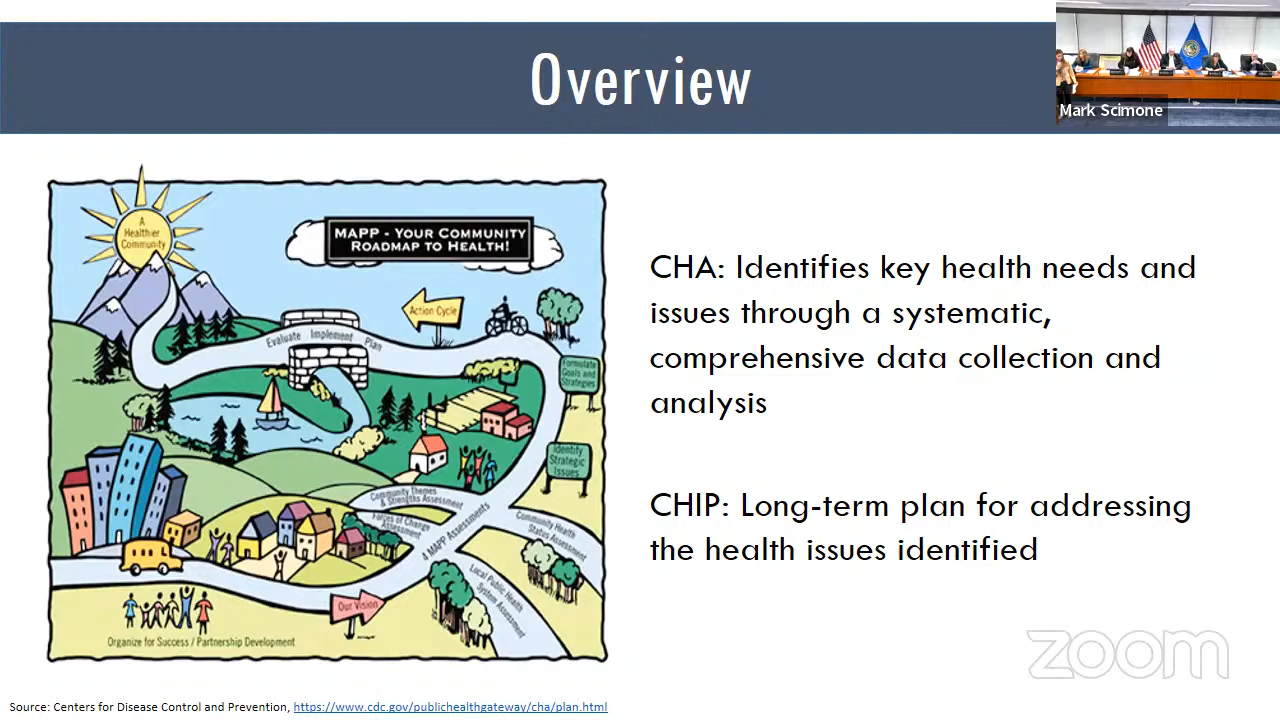 Overview
Mark Scimone
A
Healthier
Community
MAPP - YOUR COMMUNITY
ROADMAP TO HEALTH!
Action Cycle
Evaluate Implement Plan
Formulate
Goals and
Strategies
Identify
Strategic
Issues
Community Themes
& Strengths Assessment
Forces of Change
Assessment
4 MAPP Assessments
Community Health
Status Assessment
Local Public Health
System Assessment
Our Vision
Organize for Success / Partnership Development
CHA: Identifies key health needs and
issues through a systematic,
comprehensive data collection and
analysis
CHIP: Long-term plan for addressing
the health issues identified
zoom
Source: Centers for Disease Control and Prevention, https://www.cdc.gov/publichealthgateway/cha/plan.html